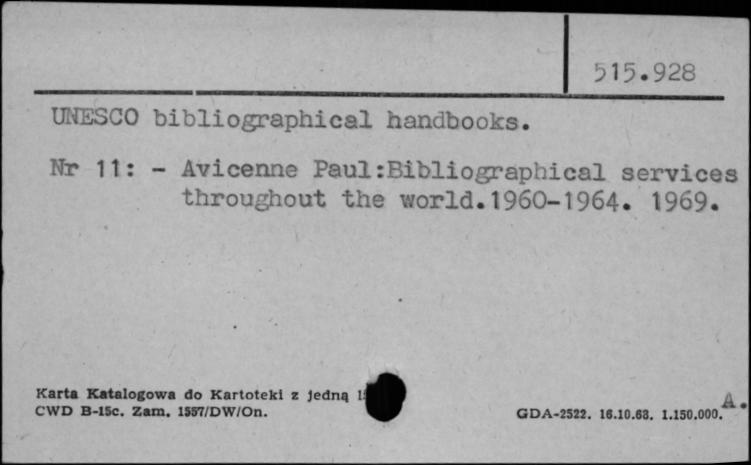 515.928
UNESCO bibliographical handbooks.
Nr 11: - Avicenne Paul:Bibliographical services
throughout the world.1960-1964. 1969.
A.
Karta Katalogowa do Kartoteki z jedną
CWD B-15c. Zam. 1557/DW/On.
GDA-2522. 16.10.68. 1.150.000.